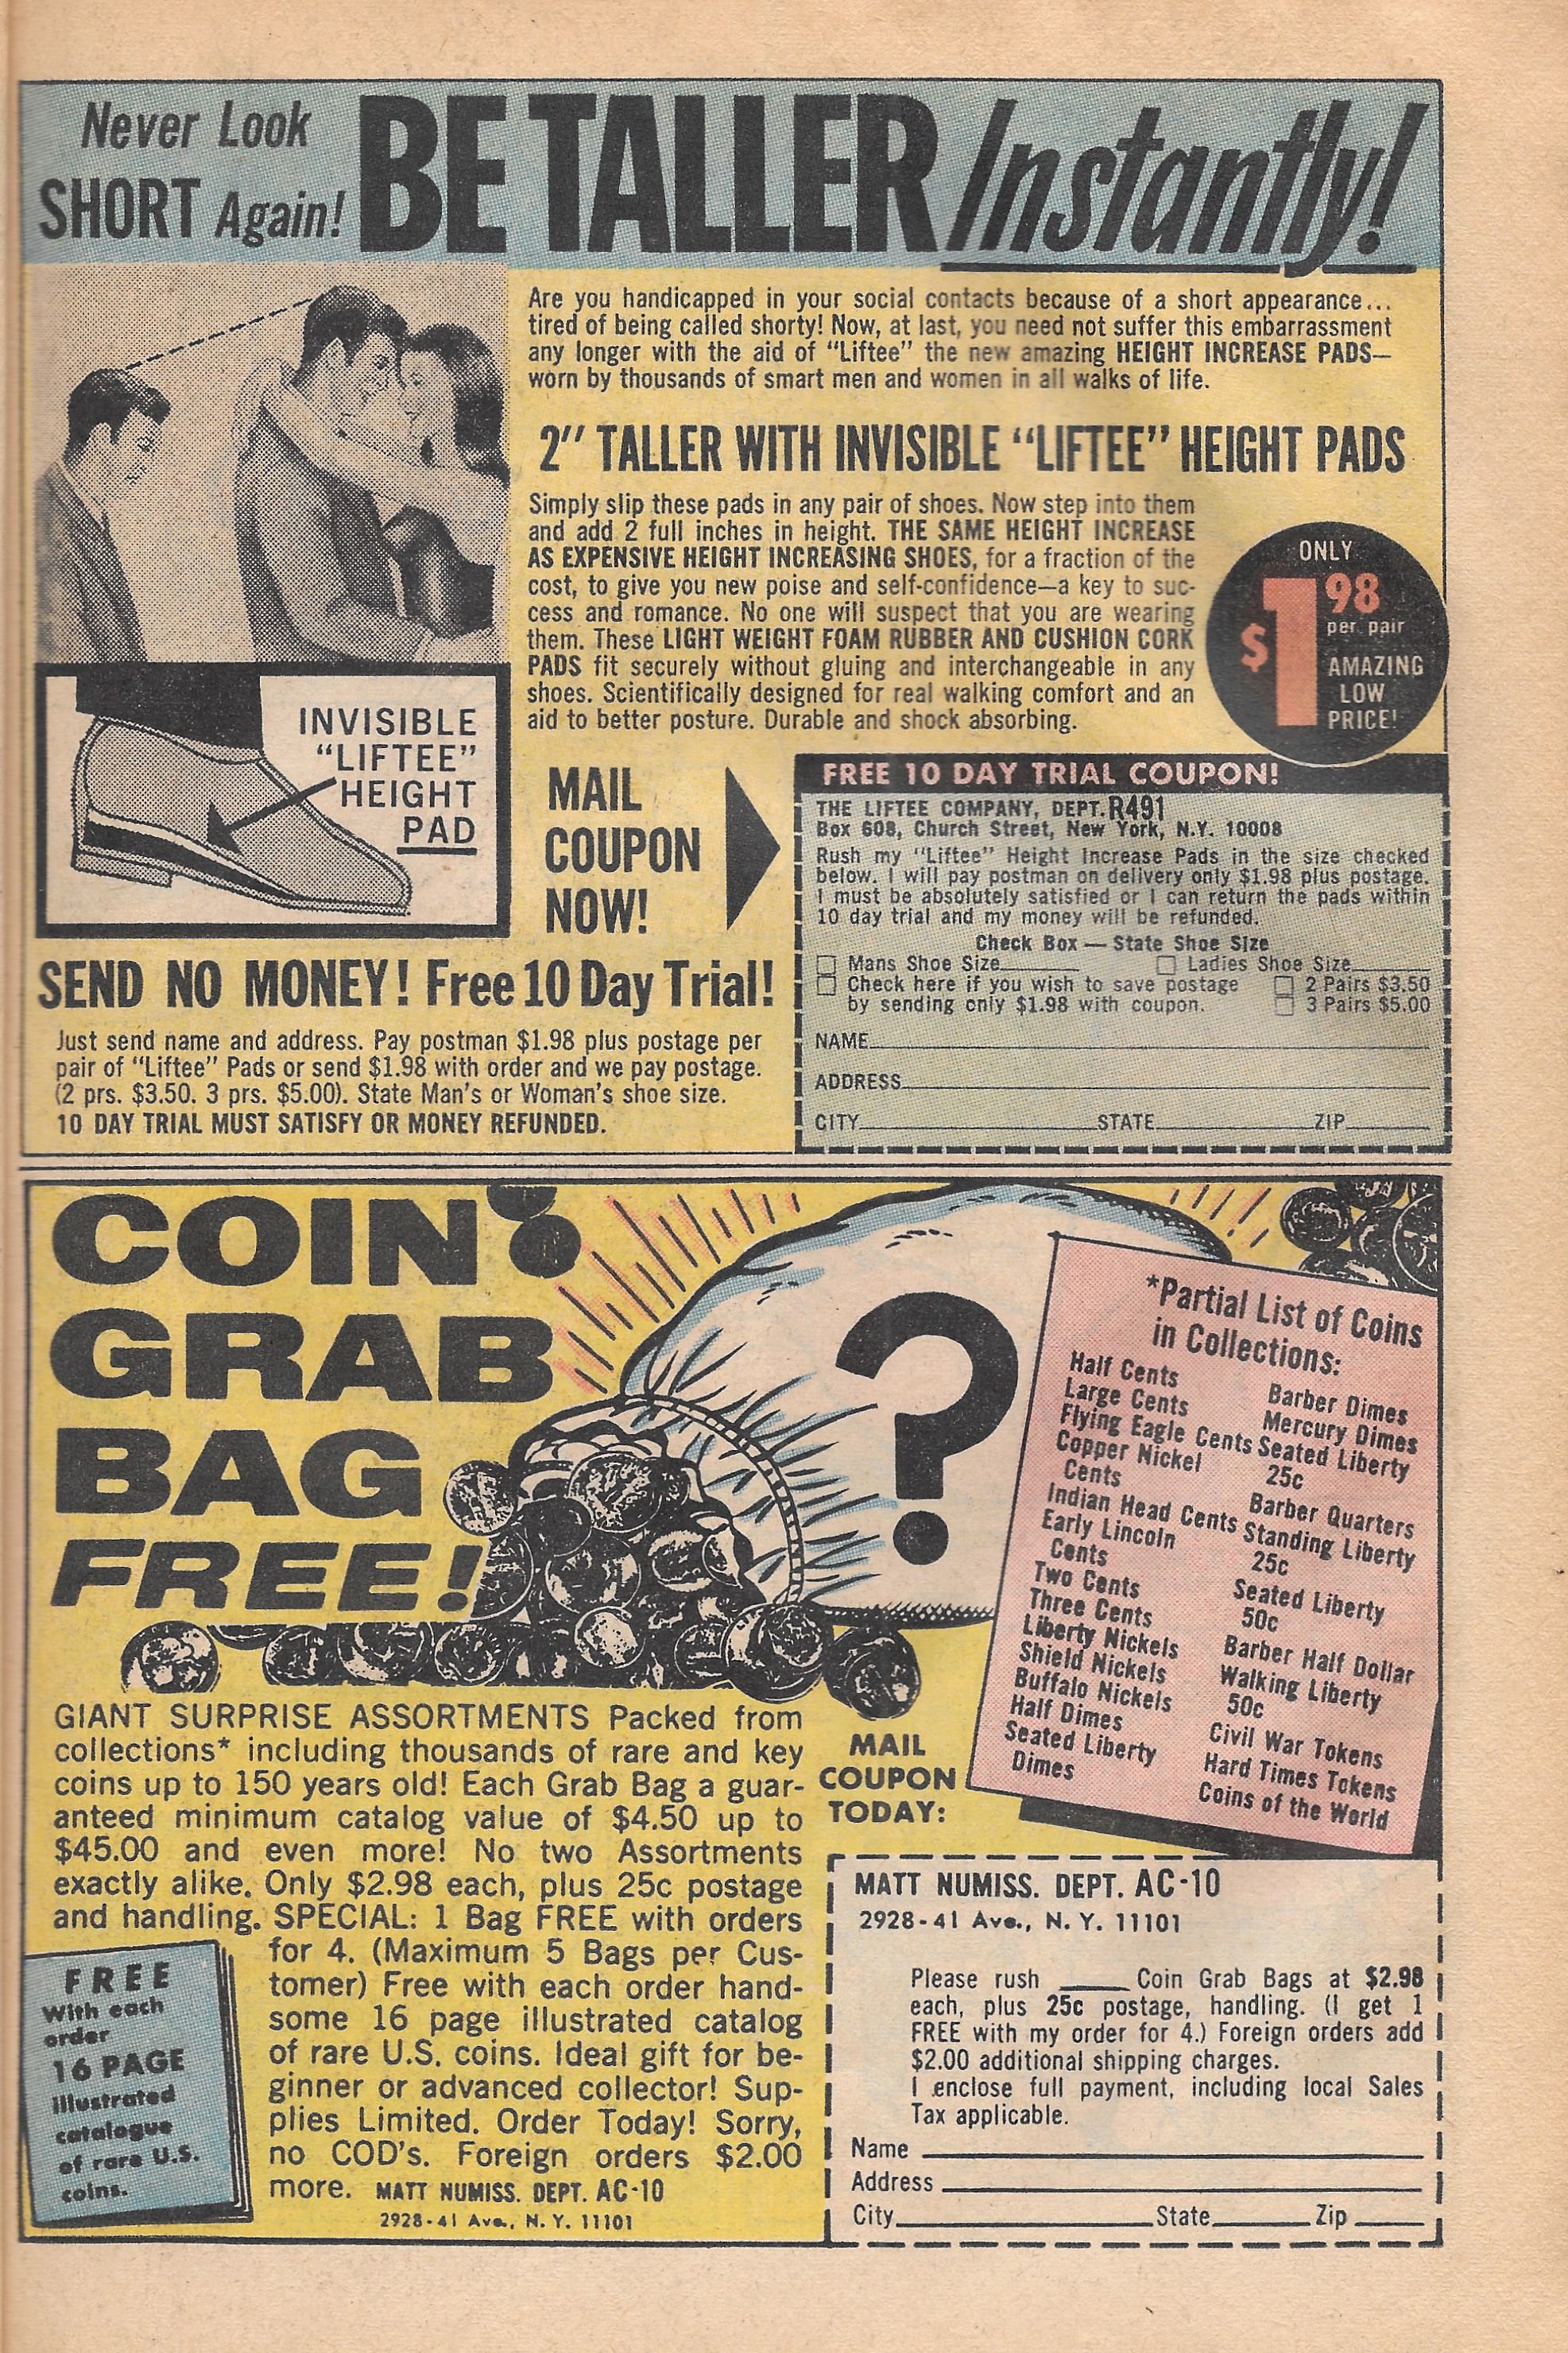 Never Look
SHORT Again!
BE TALLER Instantly!
Are you handicapped in your social contacts because of a short appearance...
tired of being called shorty! Now, at last, you need not suffer this embarrassment
any longer with the aid of "Liftee" the new amazing HEIGHT INCREASE PADS—
worn by thousands of smart men and women in all walks of life.
2" TALLER WITH INVISIBLE "LIFTEE" HEIGHT PADS
Simply slip these pads in any pair of shoes. Now step into them
and add 2 full inches in height. THE SAME HEIGHT INCREASE
AS EXPENSIVE HEIGHT INCREASING SHOES, for a fraction of the
cost, to give you new poise and self-confidence—a key to suc-
cess and romance. No one will suspect that you are wearing
them. These LIGHT WEIGHT FOAM RUBBER AND CUSHION CORK
PADS fit securely without gluing and interchangeable in any
shoes. Scientifically designed for real walking comfort and an
aid to better posture. Durable and shock absorbing.
ONLY
$1 98
per pair
AMAZING
LOW
PRICE!
INVISIBLE
"LIFTEE"
HEIGHT
PAD
MAIL
COUPON
NOW!
SEND NO MONEY! Free 10 Day Trial!
Just send name and address. Pay postman $1.98 plus postage per
pair of "Liftee" Pads or send $1.98 with order and we pay postage.
(2 prs. $3.50. 3 prs. $5.00). State Man's or Woman's shoe size.
10 DAY TRIAL MUST SATISFY OR MONEY REFUNDED.
FREE 10 DAY TRIAL COUPON!
THE LIFTEE COMPANY, DEPT. R491
Box 608, Church Street, New York, N.Y. 10008
Rush my "Liftee" Height Increase Pads in the size checked
below. I will pay postman on delivery only $1.98 plus postage.
I must be absolutely satisfied or I can return the pads within
10 day trial and my money will be refunded.
Check Box — State Shoe Size
Mans Shoe Size Ladies Shoe Size
Check here if you wish to save postage 2 Pairs $3.50
by sending only $1.98 with coupon. 3 Pairs $5.00
NAME
ADDRESS
CITY STATE ZIP
COIN
GRAB
BAG
FREE!
?
*Partial List of Coins
in Collections:
Half Cents
Large Cents
Flying Eagle Cents
Copper Nickel
Cents
Indian Head Cents
Early Lincoln
Cents
Two Cents
Three Cents
Liberty Nickels
Shield Nickels
Buffalo Nickels
Half Dimes
Seated Liberty
Dimes
Barber Dimes
Mercury Dimes
Seated Liberty
25c
Barber Quarters
Standing Liberty
25c
Seated Liberty
50c
Barber Half Dollar
Walking Liberty
50c
Civil War Tokens
Hard Times Tokens
Coins of the World
GIANT SURPRISE ASSORTMENTS Packed from
collections* including thousands of rare and key
coins up to 150 years old! Each Grab Bag a guar-
anteed minimum catalog value of $4.50 up to
$45.00 and even more! No two Assortments
exactly alike. Only $2.98 each, plus 25c postage
and handling. SPECIAL: 1 Bag FREE with orders
for 4. (Maximum 5 Bags per Cus-
tomer) Free with each order hand-
some 16 page illustrated catalog
of rare U.S. coins. Ideal gift for be-
ginner or advanced collector! Sup-
plies Limited. Order Today! Sorry,
no COD's. Foreign orders $2.00
more. MATT NUMISS. DEPT. AC-10
2928-41 Ave., N. Y. 11101
FREE
With each
order
16 PAGE
illustrated
catalogue
of rare U.S.
coins.
MAIL
COUPON
TODAY:
MATT NUMISS. DEPT. AC-10
2928-41 Ave., N. Y. 11101
Please rush Coin Grab Bags at $2.98
each, plus 25c postage, handling. (I get 1
FREE with my order for 4.) Foreign orders add
$2.00 additional shipping charges.
I enclose full payment, including local Sales
Tax applicable.
Name
Address
City State Zip